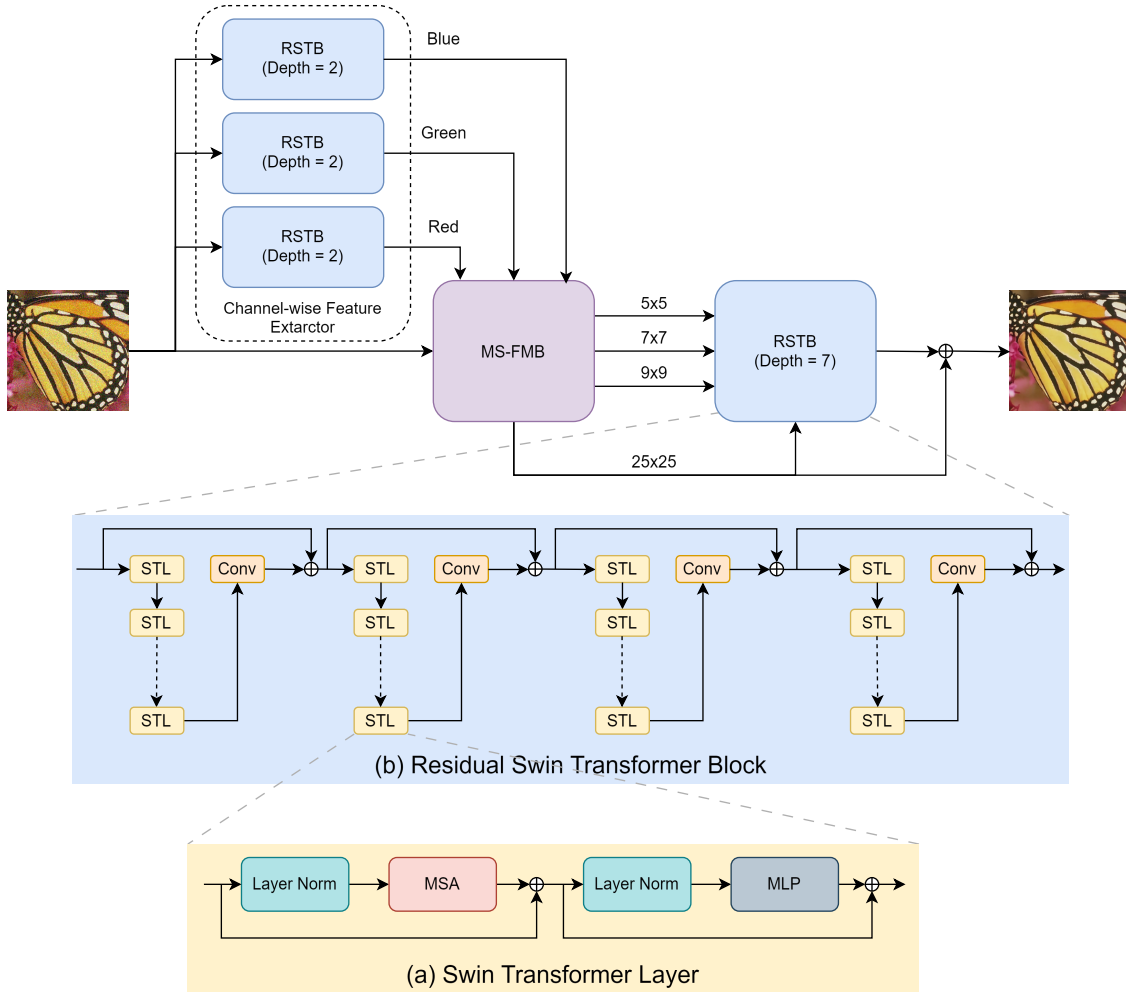 RSTB
(Depth = 2)
Blue
RSTB
(Depth = 2)
Green
RSTB
(Depth = 2)
Red
Channel-wise Feature
Extarctor
MS-FMB
5x5
7x7
9x9
RSTB
(Depth = 7)
25x25
STL
Conv
STL
Conv
STL
Conv
STL
Conv
STL
STL
STL
STL
STL
STL
STL
STL
(b) Residual Swin Transformer Block
Layer Norm
MSA
Layer Norm
MLP
(a) Swin Transformer Layer